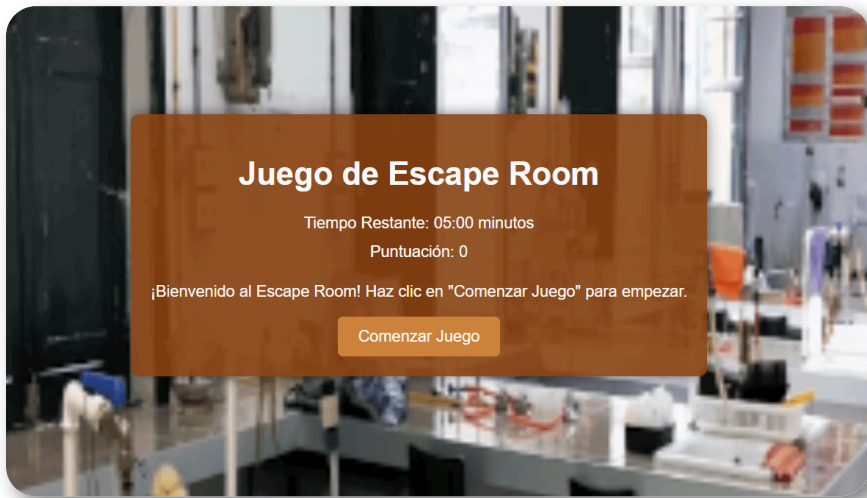 Juego de Escape Room
Tiempo Restante: 05:00 minutos
Puntuación: 0
¡Bienvenido al Escape Room! Haz clic en "Comenzar Juego" para empezar.
Comenzar Juego